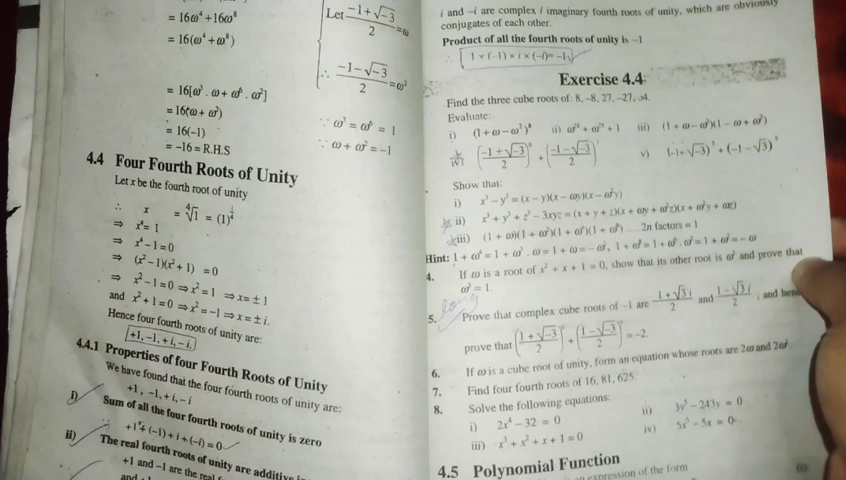 = 16ω⁴ + 16ω⁸
= 16(ω⁴ + ω⁸)
Let (-1+√-3)/2 = ω
∴ (-1-√-3)/2 = ω²
= 16[ω³ . ω + ω⁶ . ω²]
= 16(ω + ω²)
∵ ω³ = ω⁶ = 1
= 16(-1)
∵ ω + ω² = -1
= -16 = R.H.S
4.4 Four Fourth Roots of Unity
Let x be the fourth root of unity
∴ x = ⁴√1 = (1)^(1/4)
⇒ x⁴ = 1
⇒ x⁴ - 1 = 0
⇒ (x² - 1)(x² + 1) = 0
⇒ x² - 1 = 0 ⇒ x² = 1 ⇒ x = ± 1
and x² + 1 = 0 ⇒ x² = -1 ⇒ x = ± i.
Hence four fourth roots of unity are:
+1, -1, +i, -i.
4.4.1 Properties of four Fourth Roots of Unity
We have found that the four fourth roots of unity are:
+1, -1, +i, -i
i) Sum of all the four fourth roots of unity is zero
∵ +1 + (-1) + i + (-i) = 0
ii) The real fourth roots of unity are additive
+1 and -1 are the real
and
i and -i are complex / imaginary fourth roots of unity, which are obviously
conjugates of each other.
Product of all the fourth roots of unity is -1
∴ 1 × (-1) × i × (-i) = -1
Exercise 4.4
Find the three cube roots of: 8, -8, 27, -27,
Evaluate:
i) (1 + ω - ω²)⁸ ii) ω²⁸ + ω²⁹ + 1 iii) (1 + ω - ω²)(1 - ω + ω²)
iv) ((-1+√-3)/2) + ((-1-√-3)/2) v) (-1+√-3)⁵ + (-1-√-3)⁵
Show that:
i) x³ - y³ = (x - y)(x - ωy)(x - ω²y)
ii) x³ + y³ + z³ - 3xyz = (x + y + z)(x + ωy + ω²z)(x + ω²y + ωz)
iii) (1 + ω)(1 + ω²)(1 + ω⁴)(1 + ω⁸) .... 2n factors = 1
Hint: 1 + ω⁴ = 1 + ω³ . ω = 1 + ω = -ω², 1 + ω⁸ = 1 + ω⁶ . ω² = 1 + ω² = -ω
4. If ω is a root of x² + x + 1 = 0, show that its other root is ω² and prove that
ω³ = 1.
long
5. Prove that complex cube roots of -1 are (1+√3 i)/2 and (1-√3 i)/2, and hence
prove that ((1+√-3)/2) + ((1-√-3)/2) = -2.
6. If ω is a cube root of unity, form an equation whose roots are 2ω and 2ω².
7. Find four fourth roots of 16, 81, 625.
8. Solve the following equations:
i) 2x⁴ - 32 = 0 ii) 3y⁵ - 243y = 0
iii) x³ + x² + x + 1 = 0 iv) 5x⁵ - 5x = 0
4.5 Polynomial Function
expression of the form